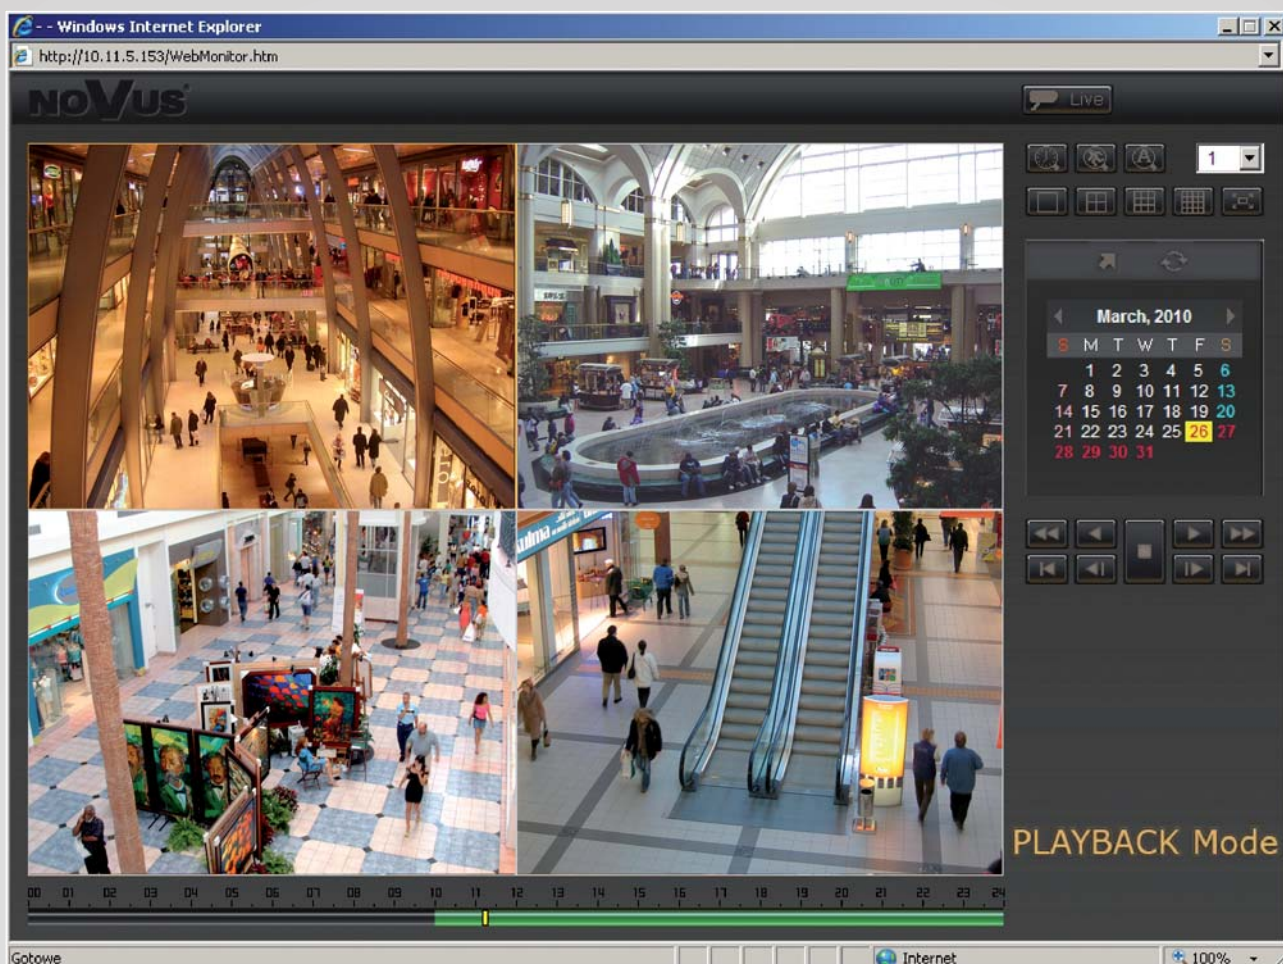 - - Windows Internet Explorer
http://10.11.5.153/WebMonitor.htm
NOVUS
Live
1
March, 2010
S M T W T F S
1 2 3 4 5 6
7 8 9 10 11 12 13
14 15 16 17 18 19 20
21 22 23 24 25 26 27
28 29 30 31
kulma
PLAYBACK Mode
00 01 02 03 04 05 06 07 08 09 10 11 12 13 14 15 16 17 18 19 20 21 22 23 24
Gotowe
Internet
100%